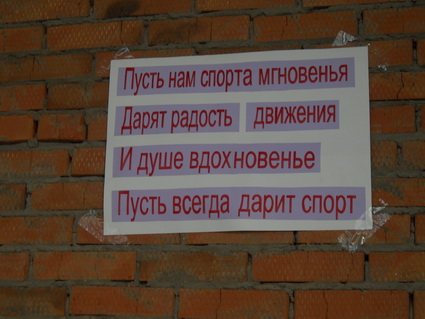 Пусть нам спорта мгновенья
Дарят радость движения
И душе вдохновенье
Пусть всегда дарит спорт